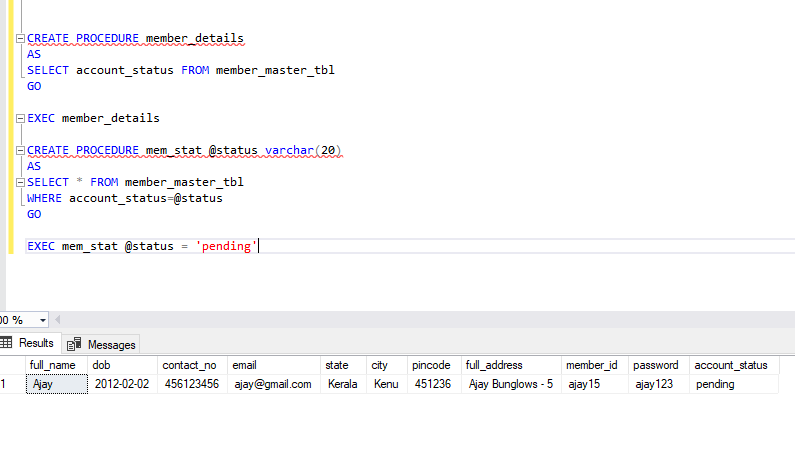 CREATE PROCEDURE member_details
AS
SELECT account_status FROM member_master_tbl
GO
EXEC member_details
CREATE PROCEDURE mem_stat @status varchar(20)
AS
SELECT * FROM member_master_tbl
WHERE account_status=@status
GO
EXEC mem_stat @status = 'pending'
00 %
Results Messages
full_name dob contact_no email state city pincode full_address member_id password account_status
1 Ajay 2012-02-02 456123456 ajay@gmail.com Kerala Kenu 451236 Ajay Bunglows - 5 ajay15 ajay123 pending